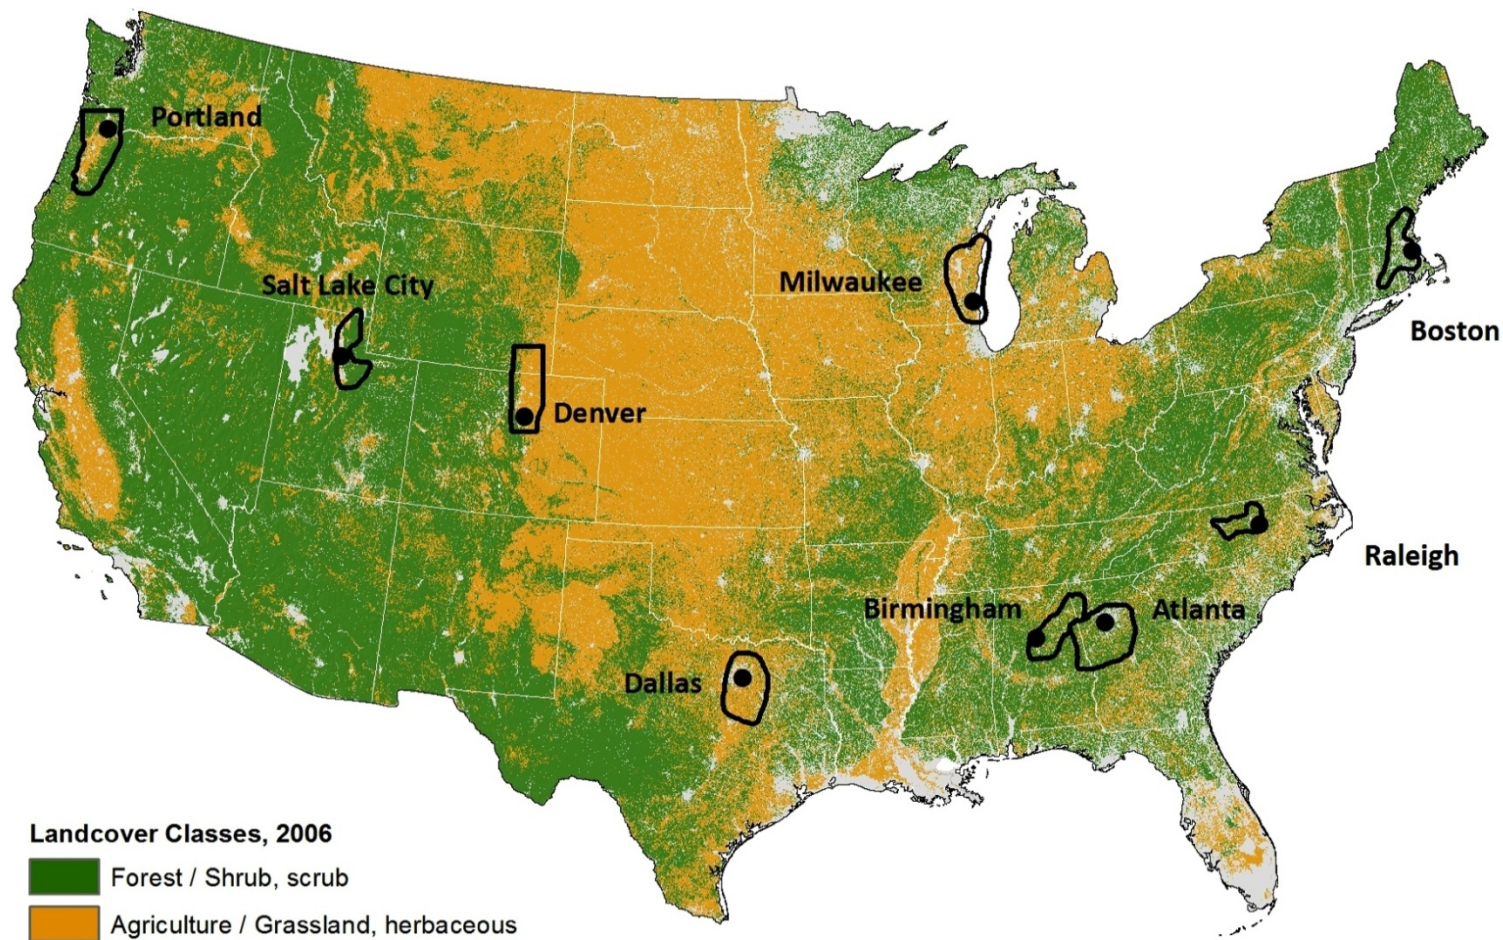 Portland
Salt Lake City
Milwaukee
Boston
Denver
Raleigh
Birmingham
Atlanta
Dallas
Landcover Classes, 2006
Forest / Shrub, scrub
Agriculture / Grassland, herbaceous